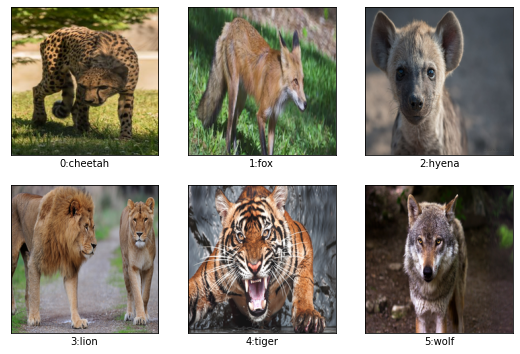 0:cheetah
1:fox
2:hyena
3:lion
4:tiger
5:wolf